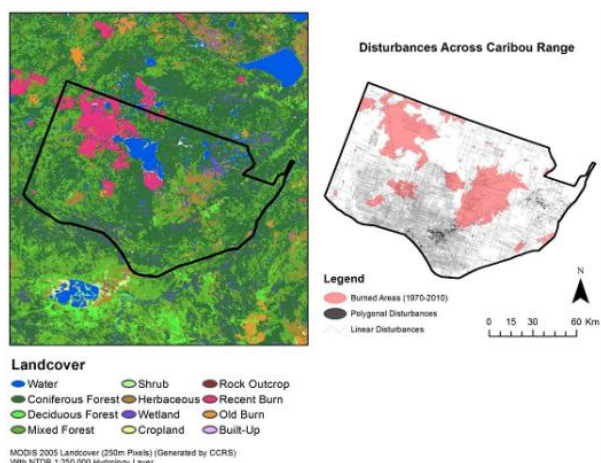 Disturbances Across Caribou Range
Legend
Burned Areas (1970-2010)
Polygonal Disturbances
Linear Disturbances
N
0 15 30 60 Km
Landcover
Water Shrub Rock Outcrop
Coniferous Forest Herbaceous Recent Burn
Deciduous Forest Wetland Old Burn
Mixed Forest Cropland Built-Up
MODIS 2005 Landcover (250m Pixels) (Generated by CCRS)
With NTDB 1:250,000 Hydrology Layer